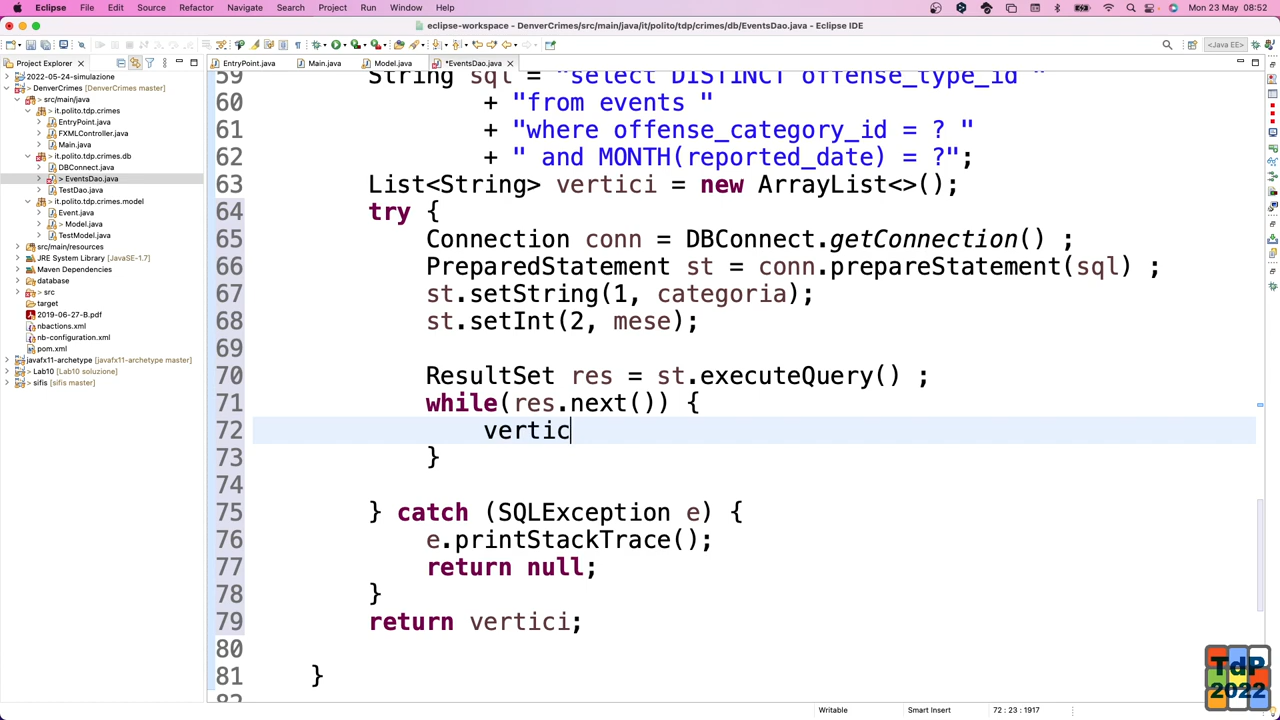 Eclipse File Edit Source Refactor Navigate Search Project Run Window Help Mon 23 May 08:52
eclipse-workspace - DenverCrimes/src/main/java/it/polito/tdp/crimes/db/EventsDao.java - Eclipse IDE
<Java EE>
Project Explorer
EntryPoint.java Main.java Model.java *EventsDao.java
2022-05-24-simulazione
DenverCrimes [DenverCrimes master]
src/main/java
it.polito.tdp.crimes
EntryPoint.java
FXMLController.java
Main.java
it.polito.tdp.crimes.db
DBConnect.java
> EventsDao.java
TestDao.java
it.polito.tdp.crimes.model
Event.java
> Model.java
TestModel.java
src/main/resources
JRE System Library [JavaSE-1.7]
Maven Dependencies
database
> src
target
2019-06-27-B.pdf
nbactions.xml
nb-configuration.xml
pom.xml
javafx11-archetype [javafx11-archetype master]
> Lab10 [Lab10 soluzione]
> sifis [sifis master]
59 String sql = "select DISTINCT offense_type_id "
60 + "from events "
61 + "where offense_category_id = ? "
62 + " and MONTH(reported_date) = ?";
63 List<String> vertici = new ArrayList<>();
64 try {
65 Connection conn = DBConnect.getConnection() ;
66 PreparedStatement st = conn.prepareStatement(sql) ;
67 st.setString(1, categoria);
68 st.setInt(2, mese);
69
70 ResultSet res = st.executeQuery() ;
71 while(res.next()) {
72 vertic
73 }
74
75 } catch (SQLException e) {
76 e.printStackTrace();
77 return null;
78 }
79 return vertici;
80
81 }
TdP
2022
Writable Smart Insert 72 : 23 : 1917